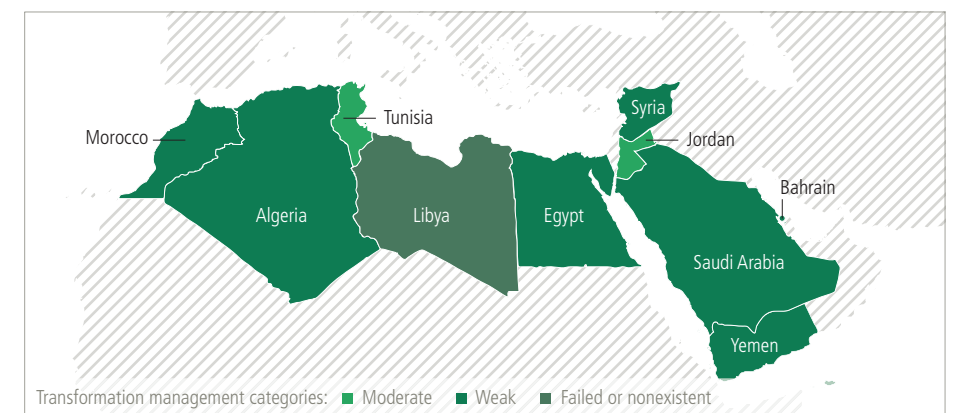 Syria
Tunisia
Morocco
Jordan
Bahrain
Algeria
Libya
Egypt
Saudi Arabia
Yemen
Transformation management categories: Moderate Weak Failed or nonexistent